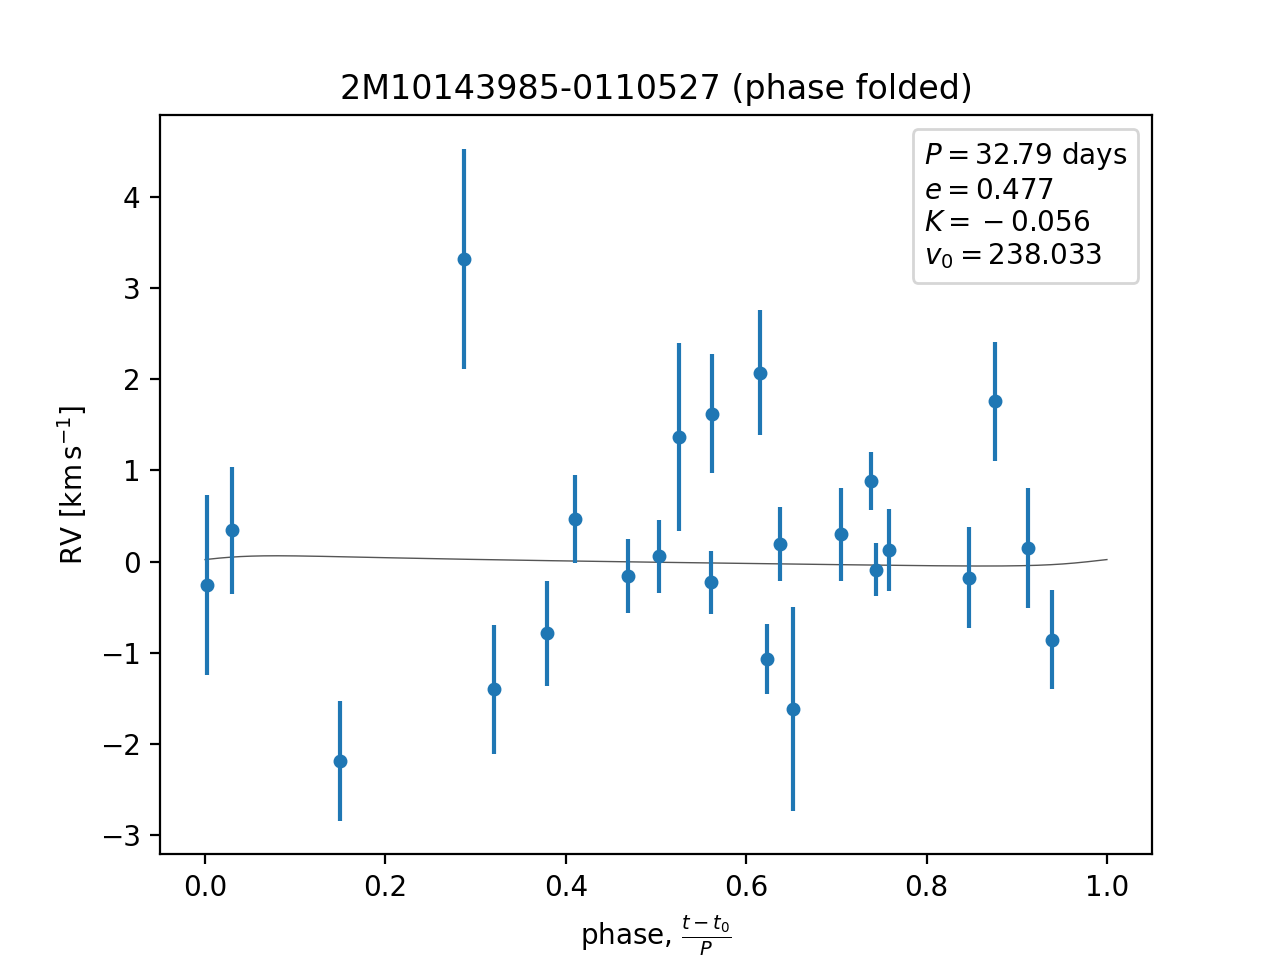 2M10143985-0110527 (phase folded)
P = 32.79 days
e = 0.477
K = −0.056
v₀ = 238.033
RV [km s⁻¹]
4
3
2
1
0
−1
−2
−3
0.0 0.2 0.4 0.6 0.8 1.0
phase, (t − t₀)/P